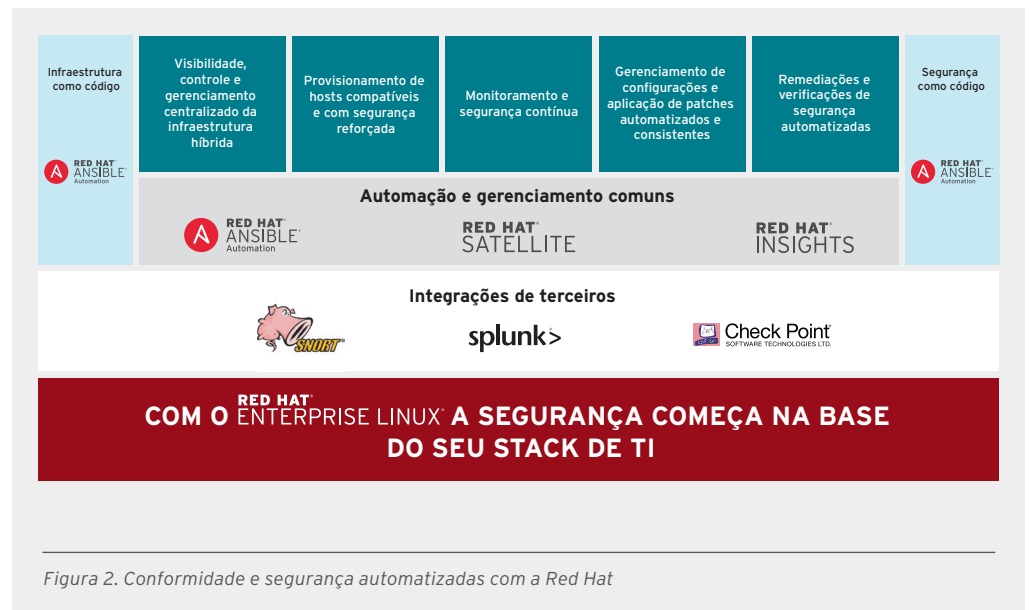 Infraestrutura
como código
RED HAT®
ANSIBLE®
Automation
Visibilidade,
controle e
gerenciamento
centralizado da
infraestrutura
híbrida
Provisionamento de
hosts compatíveis
e com segurança
reforçada
Monitoramento e
segurança contínua
Gerenciamento de
configurações e
aplicação de patches
automatizados e
consistentes
Remediações e
verificações de
segurança
automatizadas
Segurança
como código
RED HAT®
ANSIBLE®
Automation
Automação e gerenciamento comuns
RED HAT®
ANSIBLE®
Automation
RED HAT®
SATELLITE
RED HAT®
INSIGHTS
Integrações de terceiros
SNORT®
splunk>
Check Point®
SOFTWARE TECHNOLOGIES LTD.
COM O RED HAT® ENTERPRISE LINUX® A SEGURANÇA COMEÇA NA BASE
DO SEU STACK DE TI
Figura 2. Conformidade e segurança automatizadas com a Red Hat